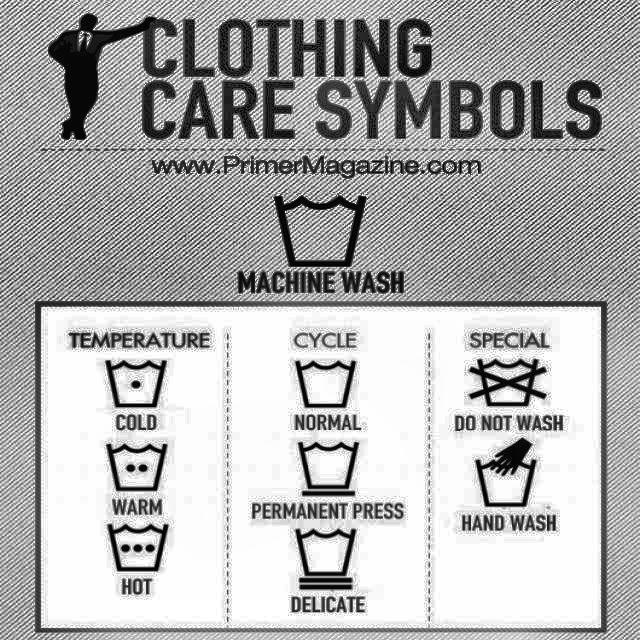 CLOTHING
CARE SYMBOLS
www.PrimerMagazine.com
MACHINE WASH
TEMPERATURE
COLD
WARM
HOT
CYCLE
NORMAL
PERMANENT PRESS
DELICATE
SPECIAL
DO NOT WASH
HAND WASH